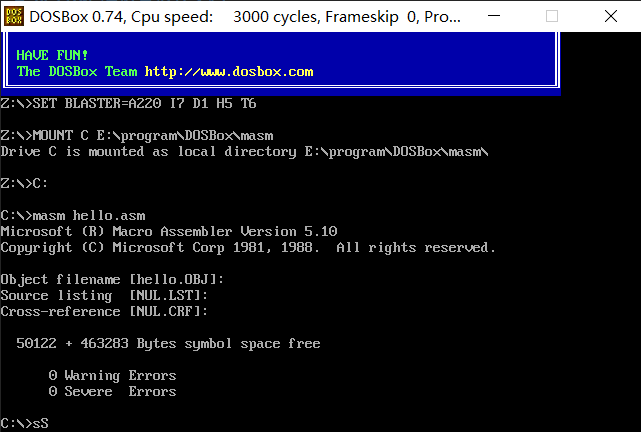 DOS
BOX
DOSBox 0.74, Cpu speed:    3000 cycles, Frameskip  0, Pro...
HAVE FUN!
The DOSBox Team http://www.dosbox.com
Z:\>SET BLASTER=A220 I7 D1 H5 T6
Z:\>MOUNT C E:\program\DOSBox\masm
Drive C is mounted as local directory E:\program\DOSBox\masm\
Z:\>C:
C:\>masm hello.asm
Microsoft (R) Macro Assembler Version 5.10
Copyright (C) Microsoft Corp 1981, 1988.  All rights reserved.
Object filename [hello.OBJ]:
Source listing  [NUL.LST]:
Cross-reference [NUL.CRF]:
  50122 + 463283 Bytes symbol space free
      0 Warning Errors
      0 Severe  Errors
C:\>sS